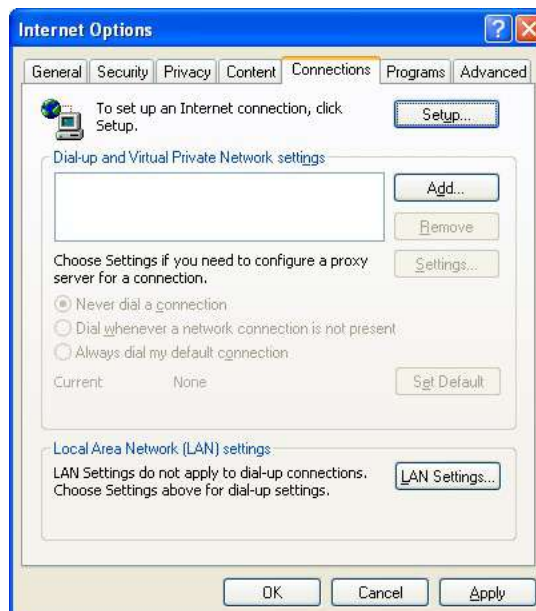 Internet Options
General Security Privacy Content Connections Programs Advanced
To set up an Internet connection, click
Setup.
Setup...
Dial-up and Virtual Private Network settings
Add...
Remove
Choose Settings if you need to configure a proxy
server for a connection.
Settings...
Never dial a connection
Dial whenever a network connection is not present
Always dial my default connection
Current None
Set Default
Local Area Network (LAN) settings
LAN Settings do not apply to dial-up connections.
Choose Settings above for dial-up settings.
LAN Settings...
OK Cancel Apply